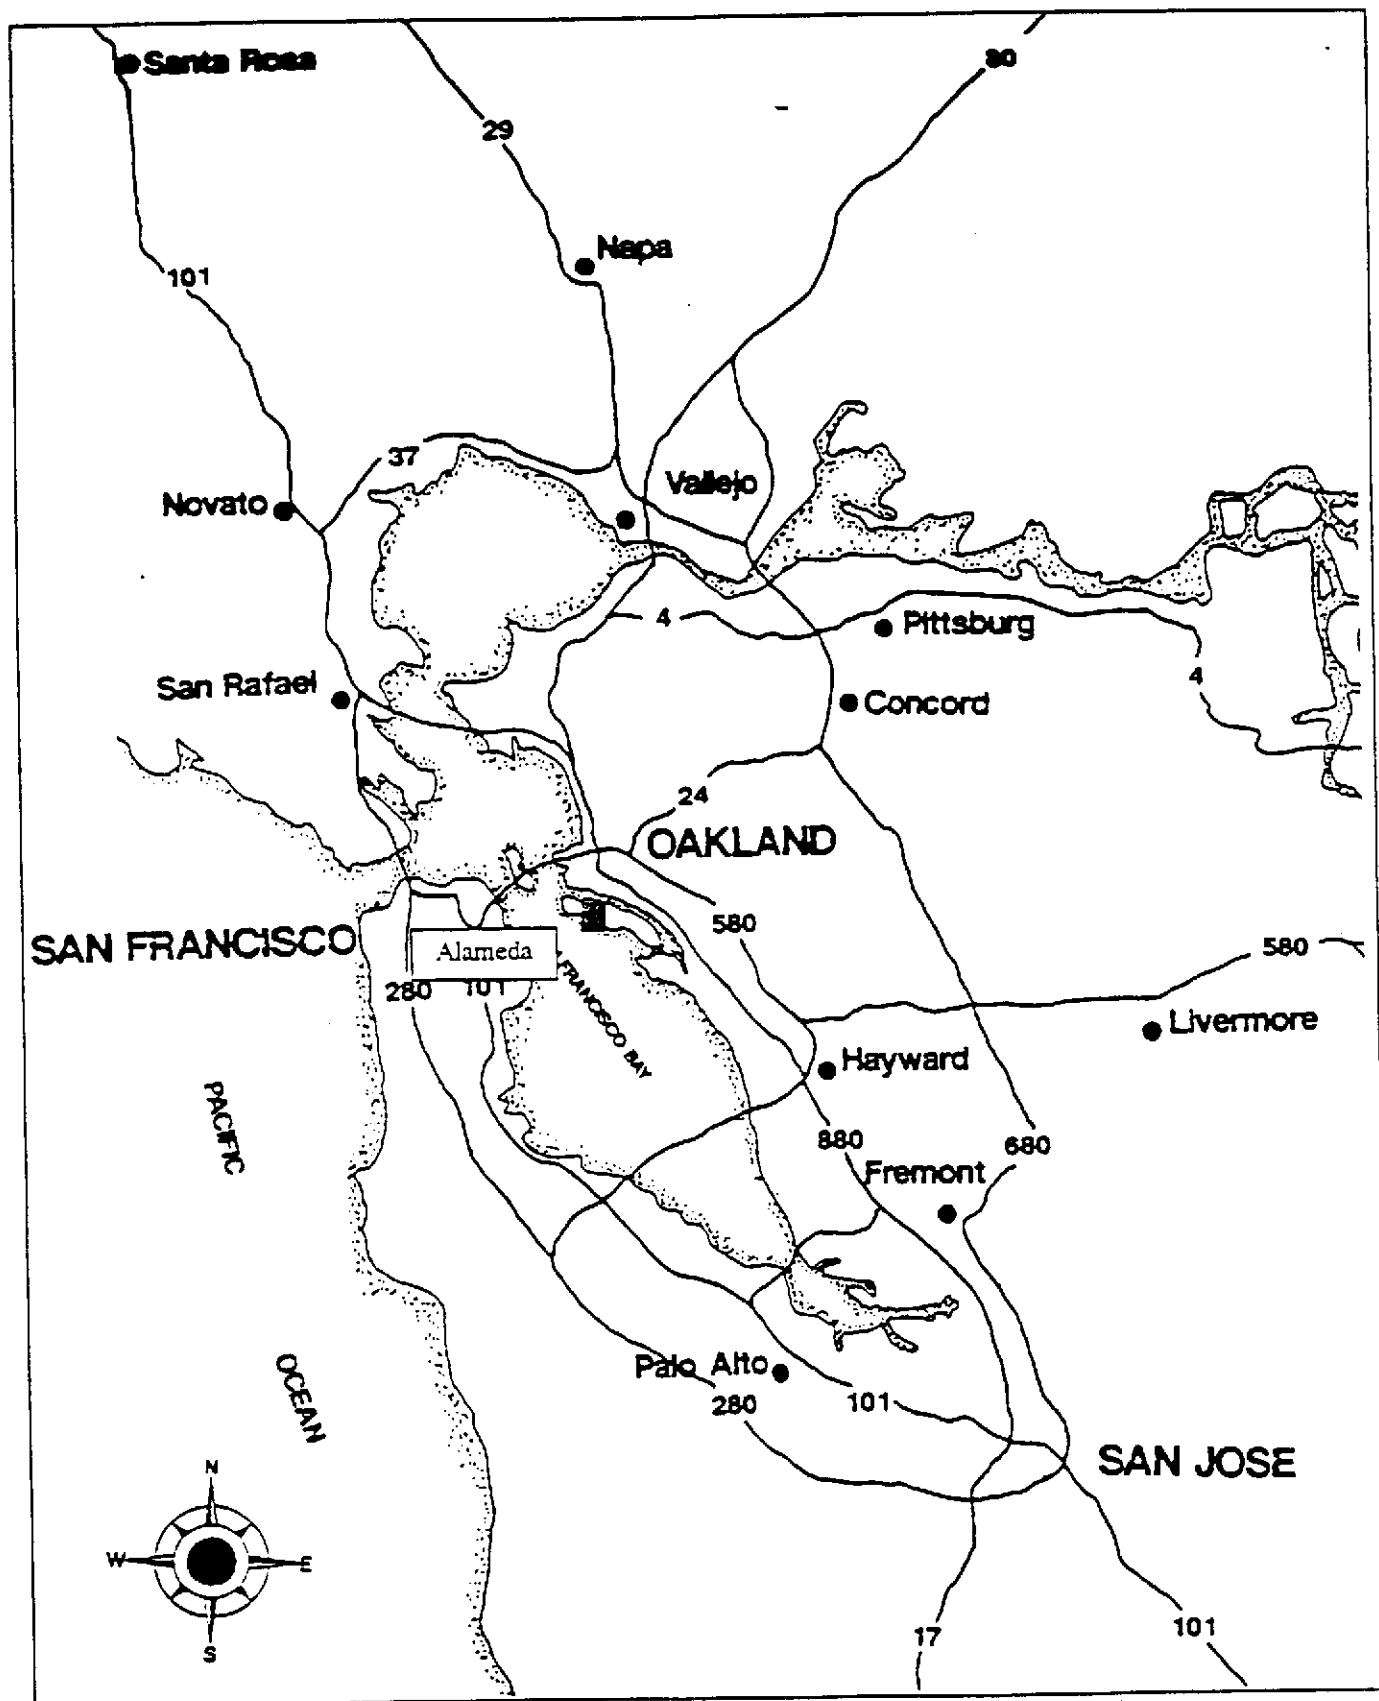 Santa Rosa
80
29
Napa
101
37
Vallejo
Novato
4
Pittsburg
San Rafael
4
Concord
24
OAKLAND
580
SAN FRANCISCO
Alameda
580
280
101
FRANCISCO BAY
Livermore
Hayward
PACIFIC
880
680
Fremont
OCEAN
Palo Alto
280
101
SAN JOSE
N
W
E
S
17
101